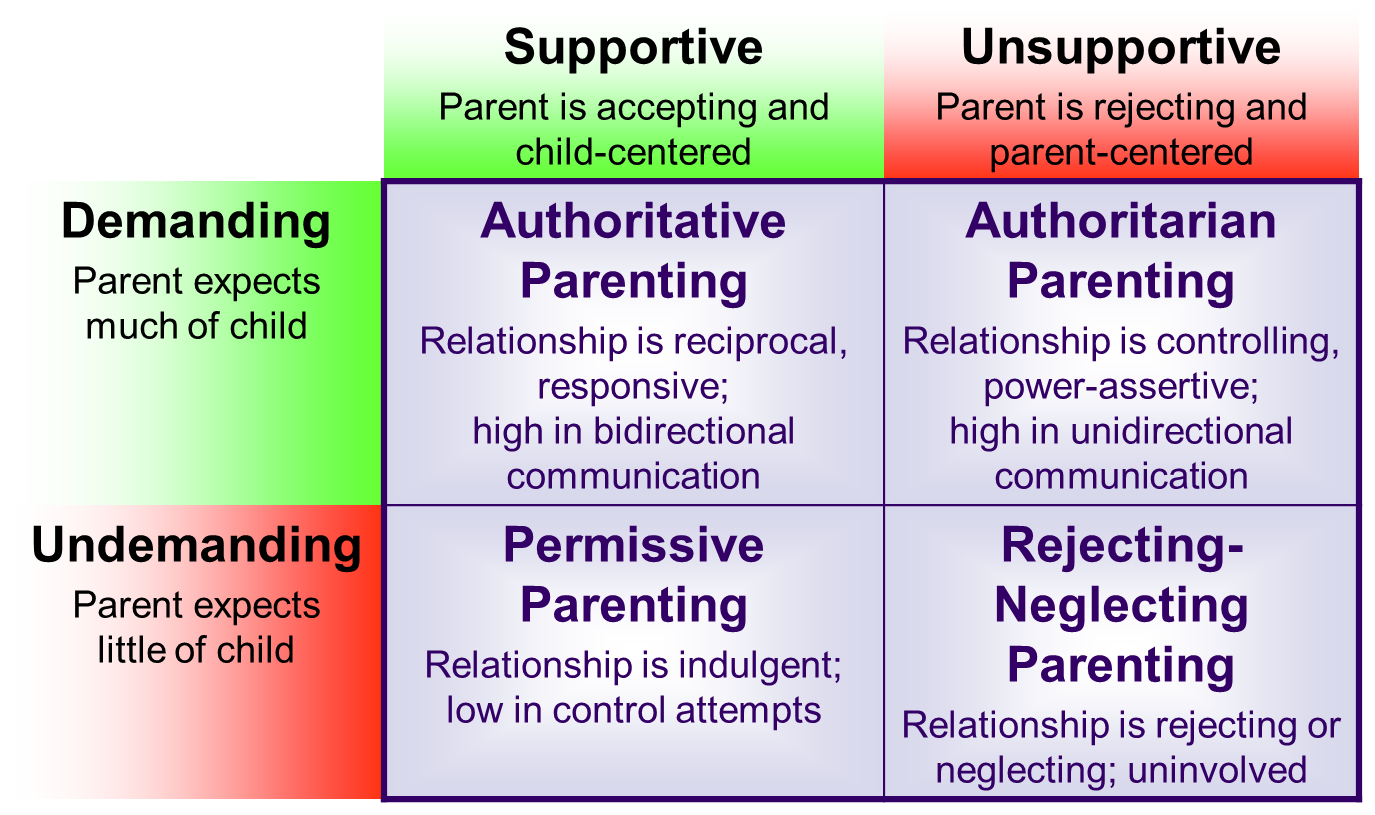 Supportive
Parent is accepting and
child-centered
Unsupportive
Parent is rejecting and
parent-centered
Demanding
Parent expects
much of child
Authoritative
Parenting
Relationship is reciprocal,
responsive;
high in bidirectional
communication
Authoritarian
Parenting
Relationship is controlling,
power-assertive;
high in unidirectional
communication
Undemanding
Parent expects
little of child
Permissive
Parenting
Relationship is indulgent;
low in control attempts
Rejecting-
Neglecting
Parenting
Relationship is rejecting or
neglecting; uninvolved